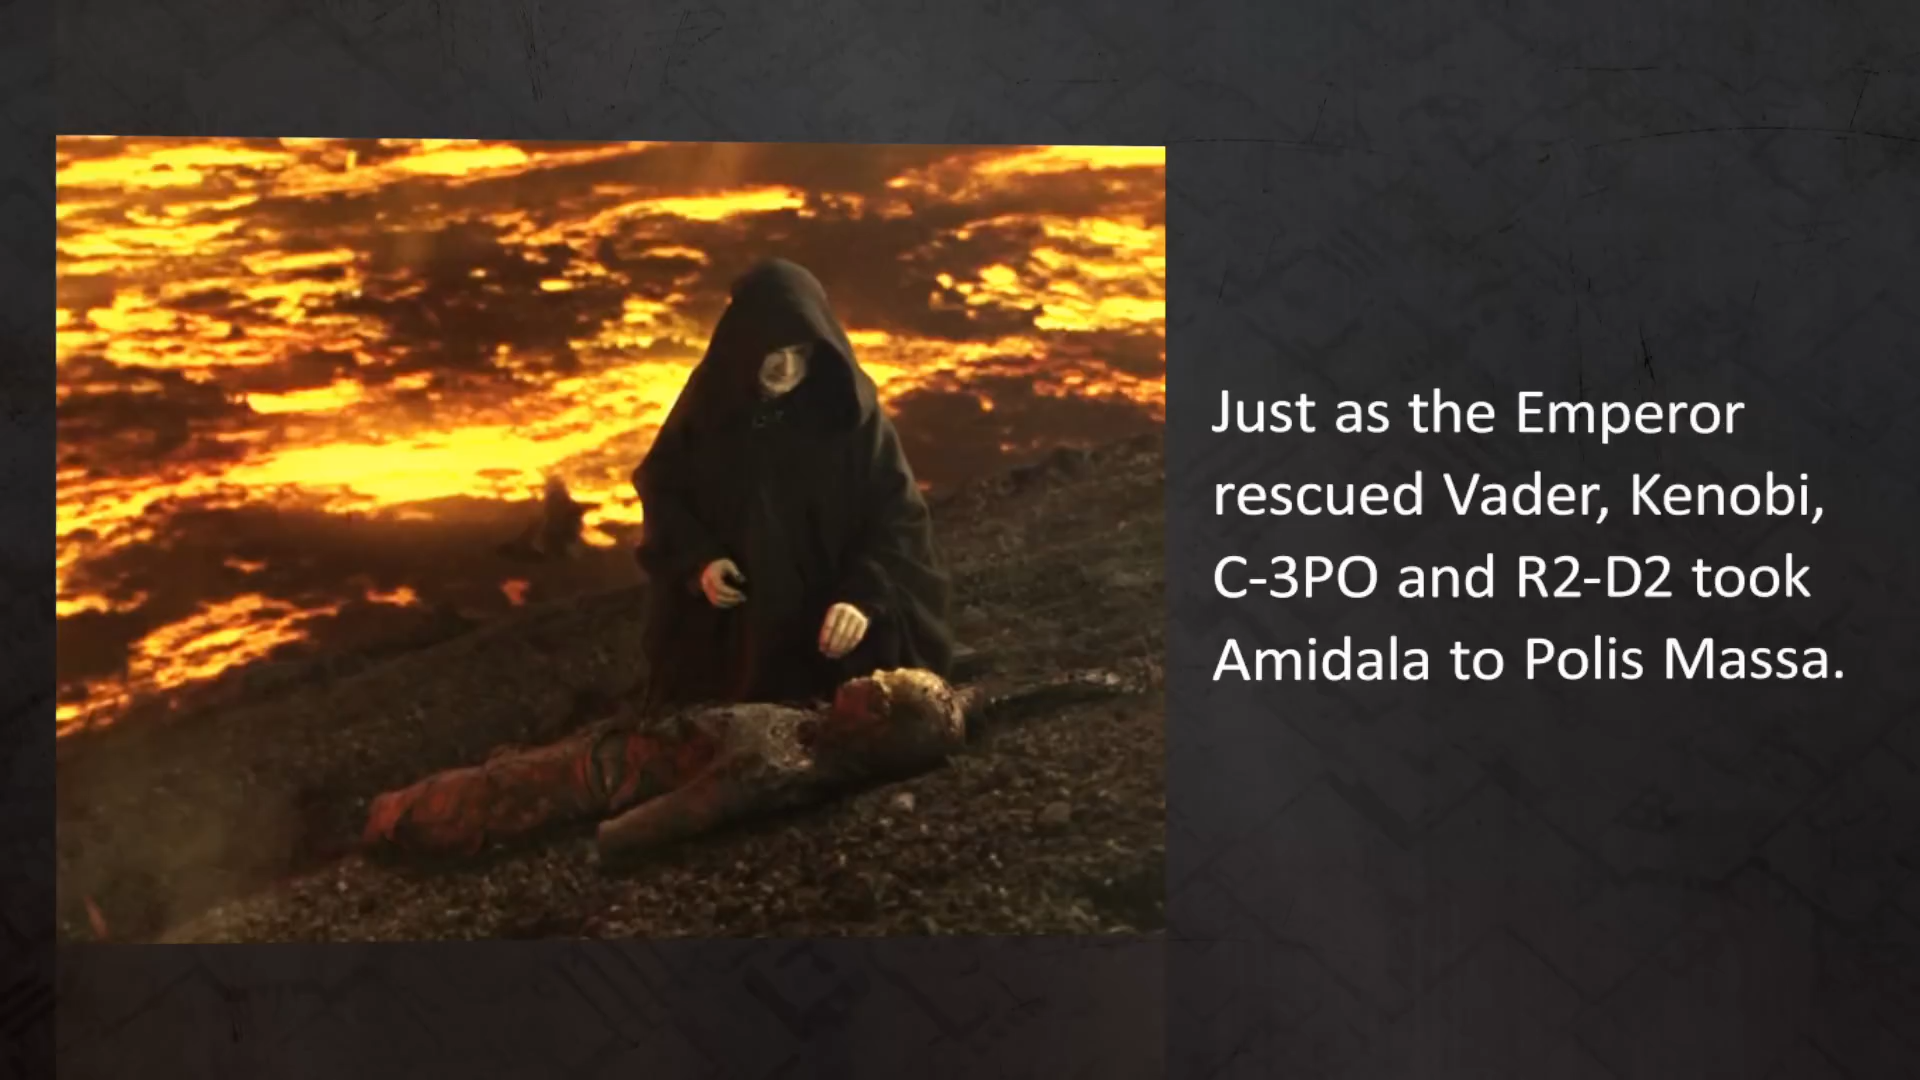 Just as the Emperor
rescued Vader, Kenobi,
C-3PO and R2-D2 took
Amidala to Polis Massa.